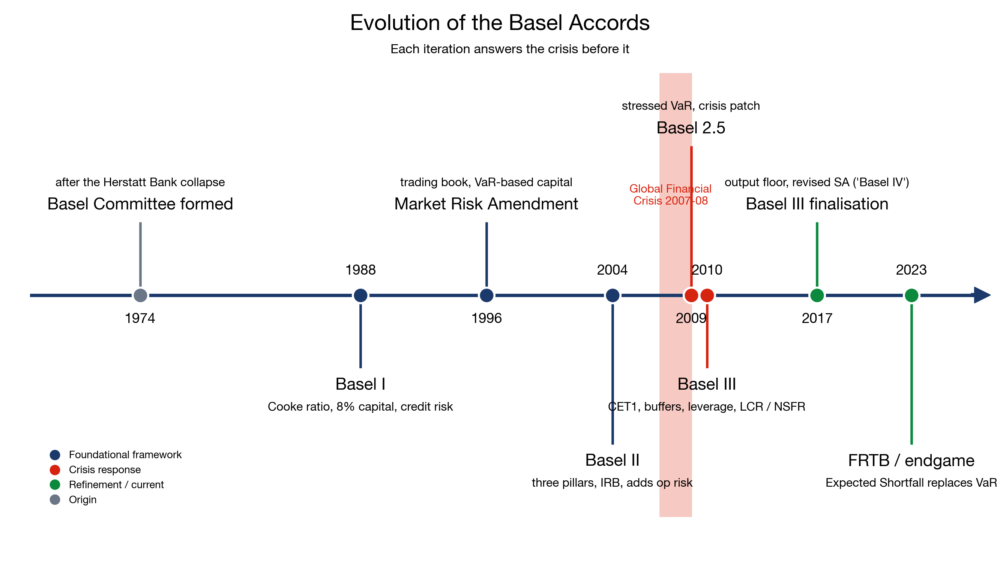 Evolution of the Basel Accords
Each iteration answers the crisis before it
stressed VaR, crisis patch
Basel 2.5
after the Herstatt Bank collapse
Basel Committee formed
trading book, VaR-based capital
Market Risk Amendment
Global Financial
Crisis 2007-08
output floor, revised SA ('Basel IV')
Basel III finalisation
1988
2004
2010
2023
1974
1996
2009
2017
Basel I
Cooke ratio, 8% capital, credit risk
Basel III
CET1, buffers, leverage, LCR / NSFR
Basel II
three pillars, IRB, adds op risk
FRTB / endgame
Expected Shortfall replaces VaR
Foundational framework
Crisis response
Refinement / current
Origin